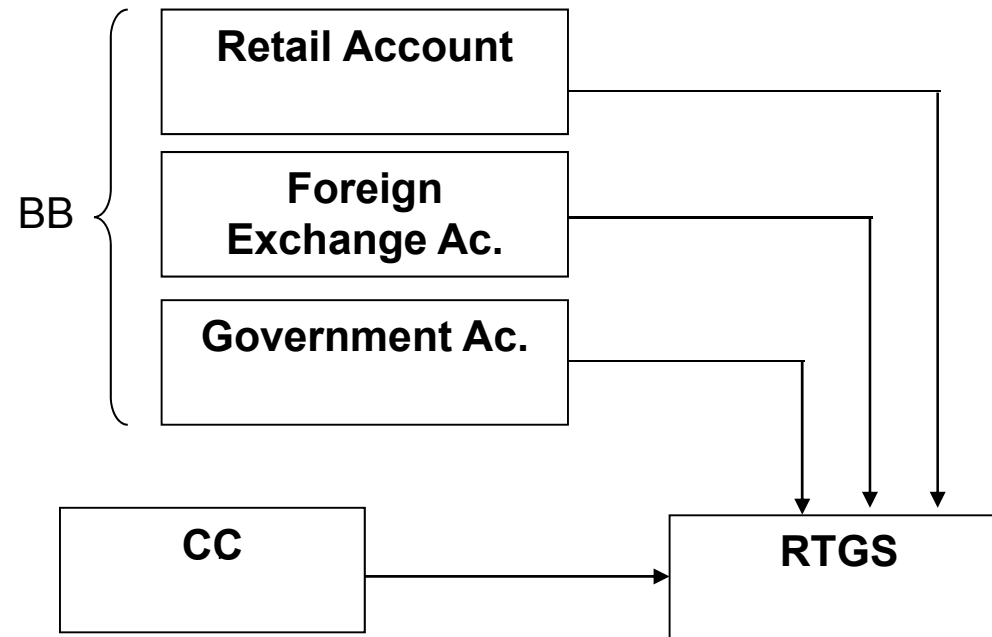 Retail Account
BB
Foreign
Exchange Ac.
Government Ac.
CC
RTGS